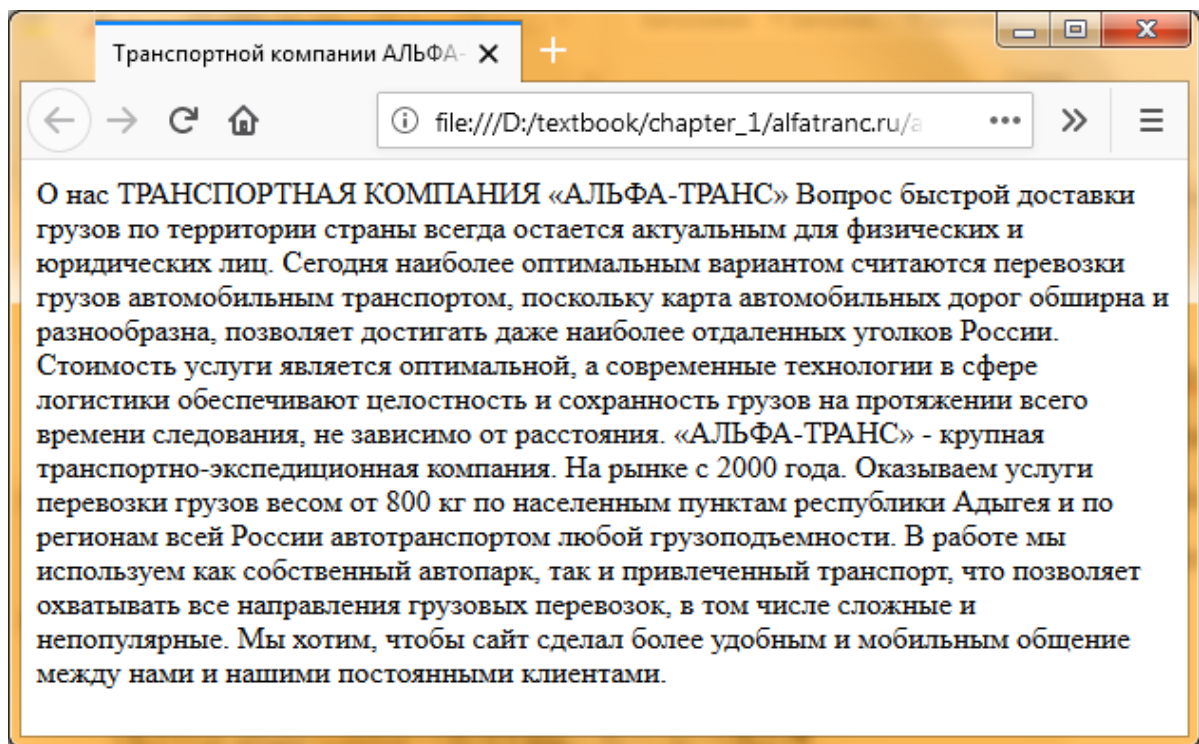 Транспортной компании АЛЬФА-
file:///D:/textbook/chapter_1/alfatranc.ru/a
О нас ТРАНСПОРТНАЯ КОМПАНИЯ «АЛЬФА-ТРАНС» Вопрос быстрой доставки
грузов по территории страны всегда остается актуальным для физических и
юридических лиц. Сегодня наиболее оптимальным вариантом считаются перевозки
грузов автомобильным транспортом, поскольку карта автомобильных дорог обширна и
разнообразна, позволяет достигать даже наиболее отдаленных уголков России.
Стоимость услуги является оптимальной, а современные технологии в сфере
логистики обеспечивают целостность и сохранность грузов на протяжении всего
времени следования, не зависимо от расстояния. «АЛЬФА-ТРАНС» - крупная
транспортно-экспедиционная компания. На рынке с 2000 года. Оказываем услуги
перевозки грузов весом от 800 кг по населенным пунктам республики Адыгея и по
регионам всей России автотранспортом любой грузоподъемности. В работе мы
используем как собственный автопарк, так и привлеченный транспорт, что позволяет
охватывать все направления грузовых перевозок, в том числе сложные и
непопулярные. Мы хотим, чтобы сайт сделал более удобным и мобильным общение
между нами и нашими постоянными клиентами.